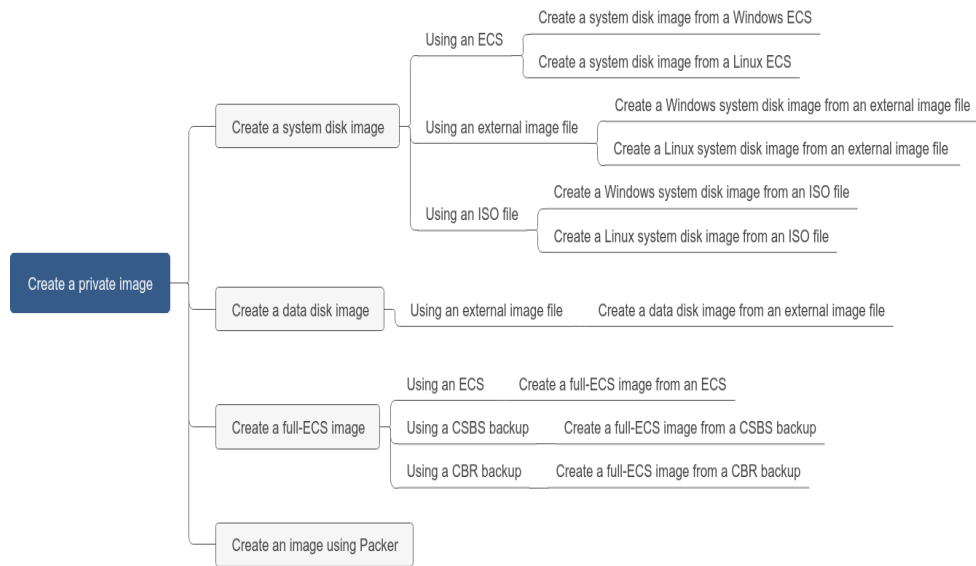 Create a private image
Create a system disk image
Using an ECS
Create a system disk image from a Windows ECS
Create a system disk image from a Linux ECS
Using an external image file
Create a Windows system disk image from an external image file
Create a Linux system disk image from an external image file
Using an ISO file
Create a Windows system disk image from an ISO file
Create a Linux system disk image from an ISO file
Create a data disk image
Using an external image file
Create a data disk image from an external image file
Create a full-ECS image
Using an ECS
Create a full-ECS image from an ECS
Using a CSBS backup
Create a full-ECS image from a CSBS backup
Using a CBR backup
Create a full-ECS image from a CBR backup
Create an image using Packer